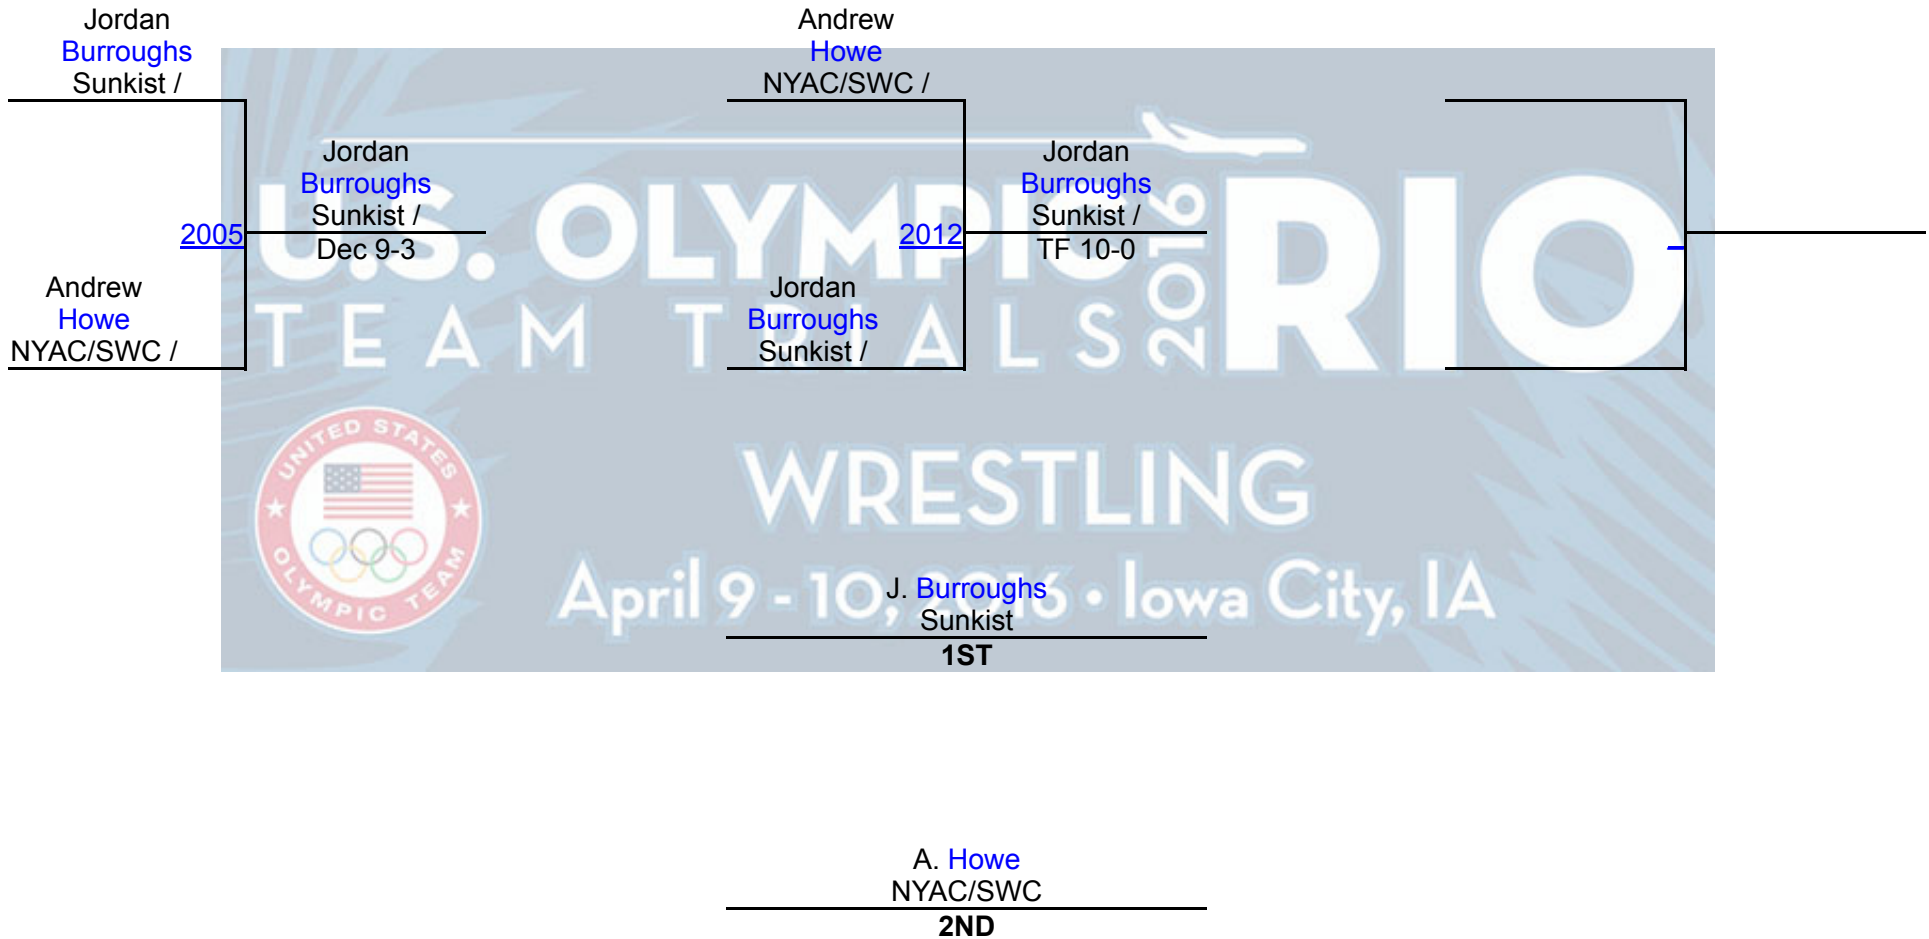 Jordan
Burroughs
Sunkist /
2005
Andrew
Howe
NYAC/SWC /
Jordan
Burroughs
Sunkist /
Dec 9-3
Andrew
Howe
NYAC/SWC /
2012
Jordan
Burroughs
Sunkist /
Jordan
Burroughs
Sunkist /
TF 10-0
U.S. OLYMPIC 2016 RIO
TEAM TRIALS
UNITED STATES
OLYMPIC TEAM
WRESTLING
April 9 - 10, 2016 • Iowa City, IA
J. Burroughs
Sunkist
1ST
A. Howe
NYAC/SWC
2ND